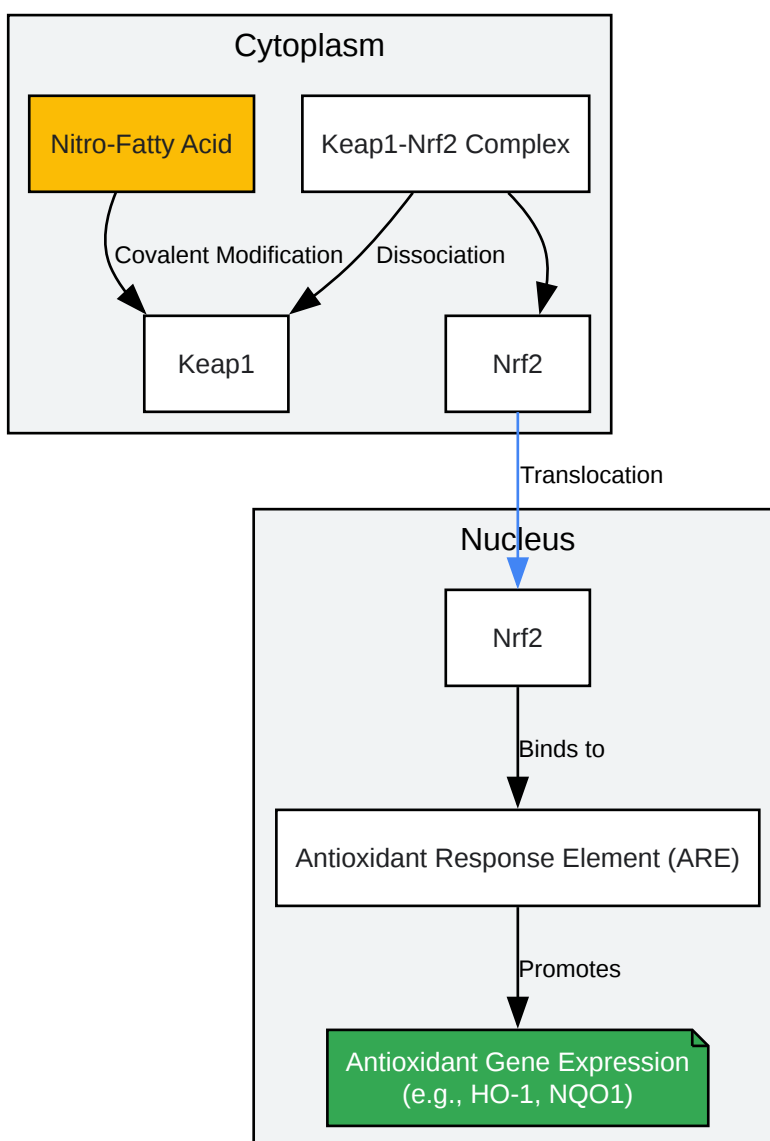 Cytoplasm
Nitro-Fatty Acid
Keap1-Nrf2 Complex
Covalent Modification
Dissociation
Keap1
Nrf2
Translocation
Nucleus
Nrf2
Binds to
Antioxidant Response Element (ARE)
Promotes
Antioxidant Gene Expression
(e.g., HO-1, NQO1)